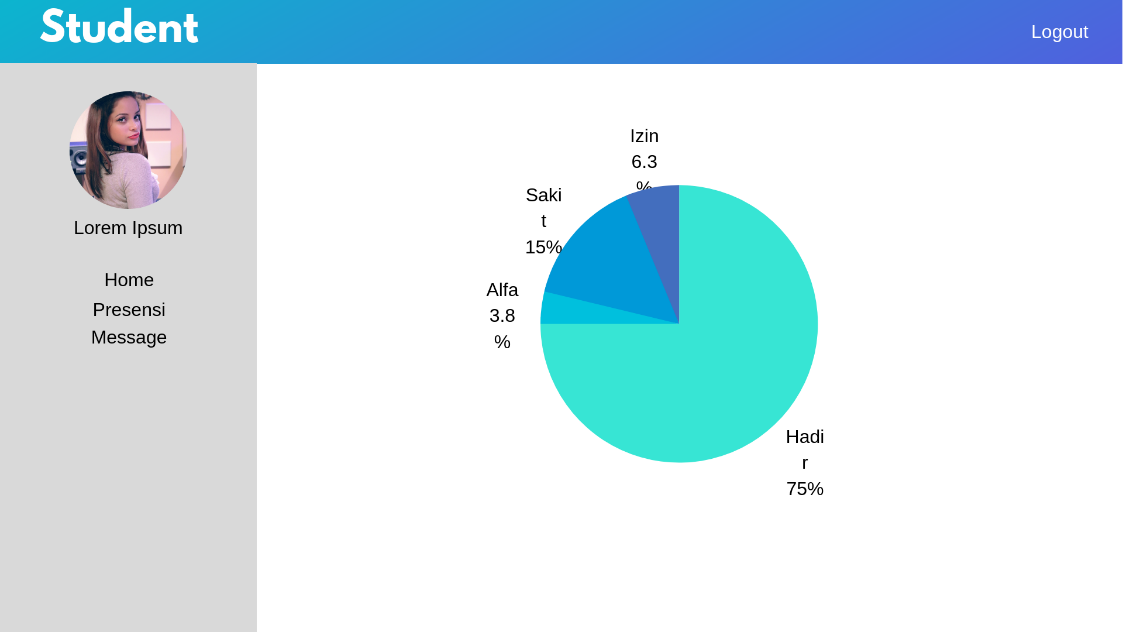 Student
Logout
Lorem Ipsum
Home
Presensi
Message
Izin
6.3
%
Saki
t
15%
Alfa
3.8
%
Hadi
r
75%